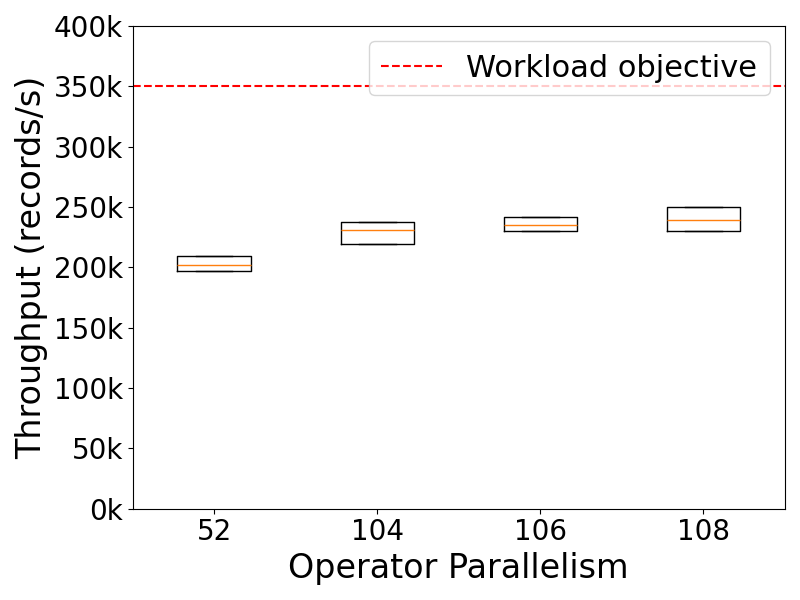 Throughput (records/s)
400k
350k
300k
250k
200k
150k
100k
50k
0k
Workload objective
52 104 106 108
Operator Parallelism